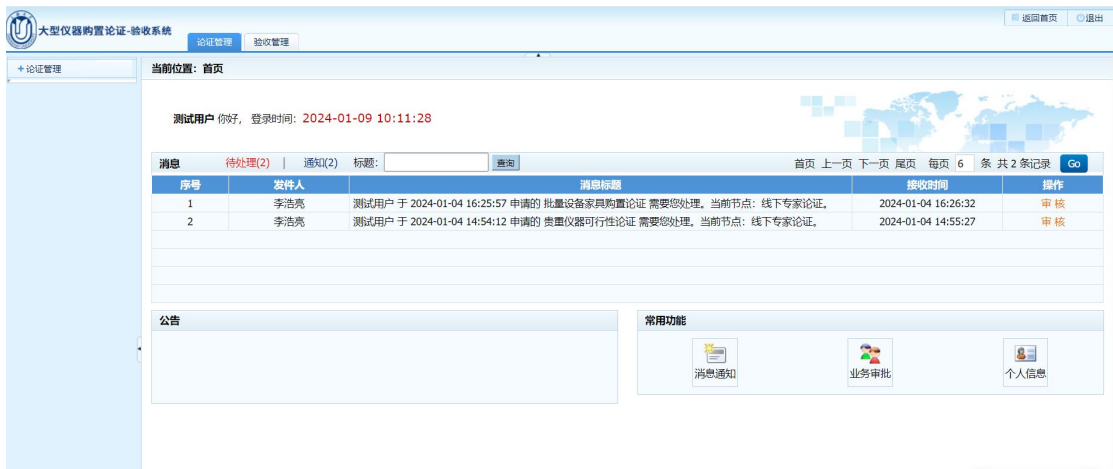 大型仪器购置论证-验收系统
论证管理 验收管理
返回首页 退出
+论证管理
当前位置：首页
测试用户 你好， 登录时间：2024-01-09 10:11:28
消息 待处理(2) | 通知(2) 标题： 查询 首页 上一页 下一页 尾页 每页 6 条 共 2 条记录 Go
序号 发件人 消息标题 接收时间 操作
1 李浩亮 测试用户 于 2024-01-04 16:25:57 申请的 批量设备家具购置论证 需要您处理。当前节点：线下专家论证。 2024-01-04 16:26:32 审 核
2 李浩亮 测试用户 于 2024-01-04 14:54:12 申请的 贵重仪器可行性论证 需要您处理。当前节点：线下专家论证。 2024-01-04 14:55:27 审 核
公告 常用功能
消息通知 业务审批 个人信息